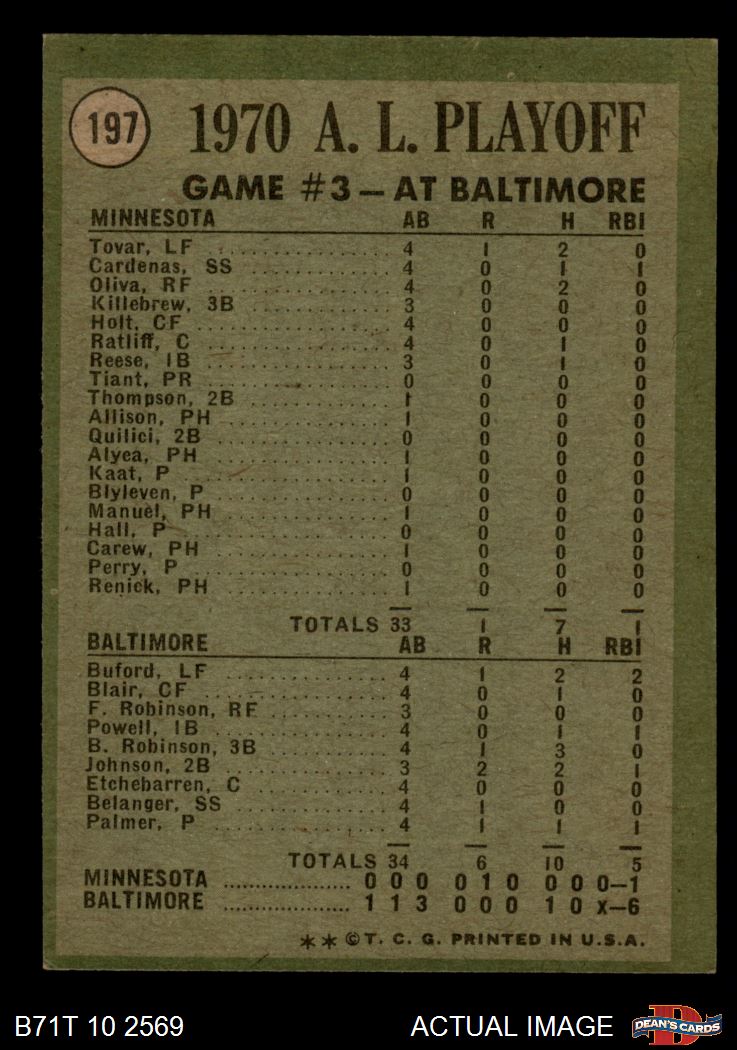 197
1970 A. L. PLAYOFF
GAME #3 – AT BALTIMORE
MINNESOTA AB R H RBI
Tovar, LF .................. 4 1 2 0
Cardenas, SS .............. 4 0 1 1
Oliva, RF .................. 4 0 2 0
Killebrew, 3B .............. 3 0 0 0
Holt, CF .................. 4 0 0 0
Ratliff, C .................. 4 0 1 0
Reese, 1B .................. 3 0 1 0
Tiant, PR .................. 0 0 0 0
Thompson, 2B .............. 1 0 0 0
Allison, PH .............. 1 0 0 0
Quilici, 2B .............. 0 0 0 0
Alyea, PH .................. 1 0 0 0
Kaat, P .................. 1 0 0 0
Blyleven, P .............. 0 0 0 0
Manuel, PH .............. 1 0 0 0
Hall, P .................. 0 0 0 0
Carew, PH .................. 1 0 0 0
Perry, P .................. 0 0 0 0
Renick, PH .............. 1 0 0 0
TOTALS 33 1 7 1
BALTIMORE AB R H RBI
Buford, LF .............. 4 1 2 2
Blair, CF .................. 4 0 1 0
F. Robinson, RF .......... 3 0 0 0
Powell, 1B .............. 4 0 1 1
B. Robinson, 3B .......... 4 1 3 0
Johnson, 2B .............. 3 2 2 1
Etchebarren, C .......... 4 0 0 0
Belanger, SS .............. 4 1 0 0
Palmer, P .................. 4 1 1 1
TOTALS 34 6 10 5
MINNESOTA .................. 0 0 0 0 1 0 0 0 0–1
BALTIMORE .................. 1 1 3 0 0 0 1 0 x–6
** © T. C. G. PRINTED IN U.S.A.
B71T 10 2569 ACTUAL IMAGE DEAN'S CARDS